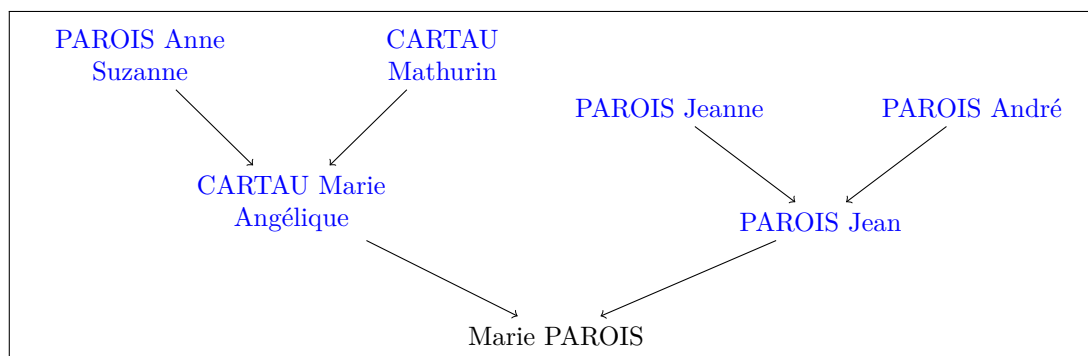 PAROIS Anne
Suzanne
CARTAU
Mathurin
PAROIS Jeanne
PAROIS André
CARTAU Marie
Angélique
PAROIS Jean
Marie PAROIS